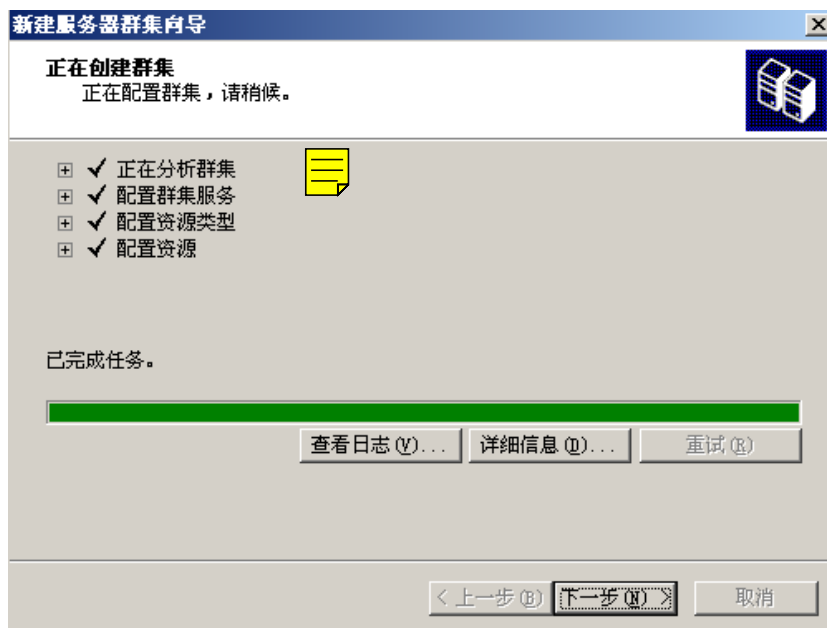 新建服务器群集向导
正在创建群集
正在配置群集，请稍候。
正在分析群集
配置群集服务
配置资源类型
配置资源
已完成任务。
查看日志(V)... 详细信息(D)... 重试(R)
< 上一步(B) 下一步(N) > 取消